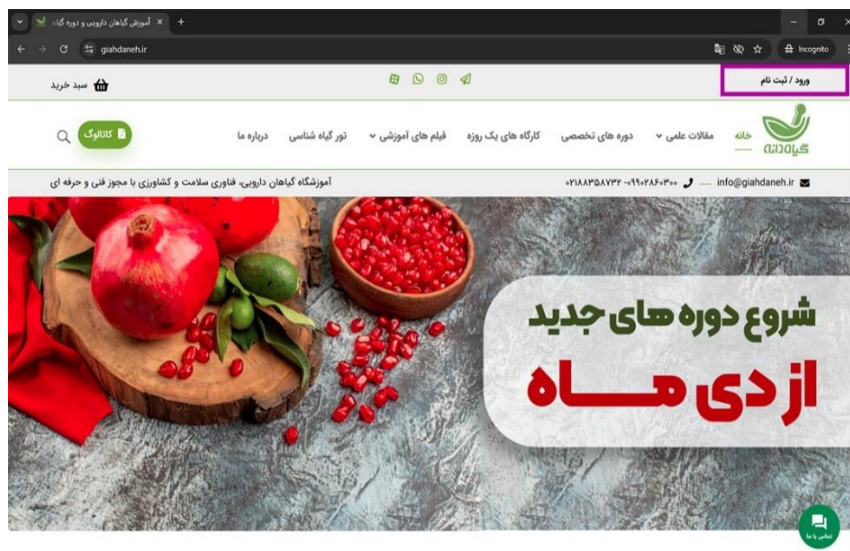 آموزش گیاهان دارویی و دوره گیاه
giahdaneh.ir
Incognito
ورود / ثبت نام
سبد خرید
گیاه‌دانه
خانه
مقالات علمی
دوره های تخصصی
کارگاه های یک روزه
فیلم های آموزشی
تور گیاه شناسی
درباره ما
کاتالوگ
info@giahdaneh.ir — ۰۲۱۸۸۳۵۸۷۳۲ -۰۹۹۰۲۸۶۰۳۰۰
آموزشگاه گیاهان دارویی، فناوری سلامت و کشاورزی با مجوز فنی و حرفه ای
شروع دوره های جدید
از دی مـــاه
تماس با ما